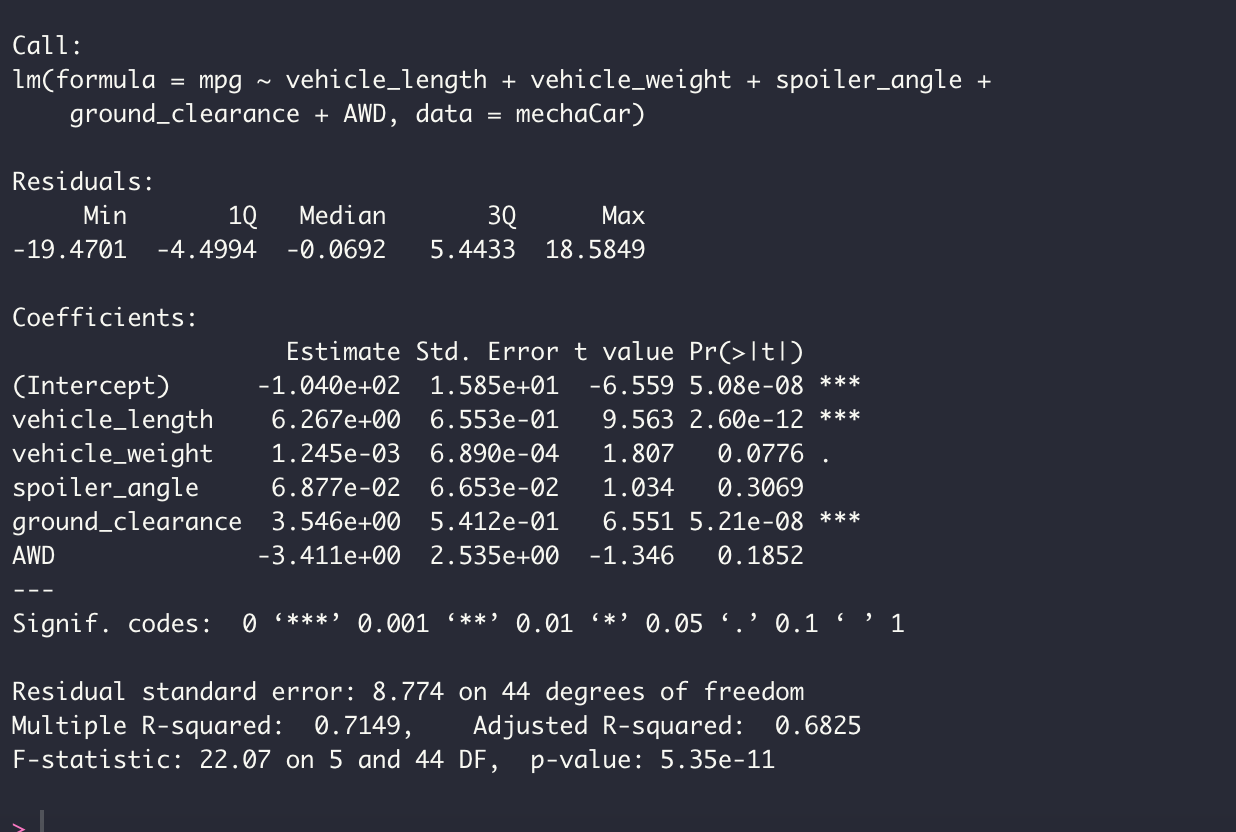 Call:
lm(formula = mpg ~ vehicle_length + vehicle_weight + spoiler_angle +
    ground_clearance + AWD, data = mechaCar)

Residuals:
     Min       1Q   Median       3Q      Max
-19.4701  -4.4994  -0.0692   5.4433  18.5849

Coefficients:
                   Estimate Std. Error t value Pr(>|t|)
(Intercept)      -1.040e+02  1.585e+01  -6.559 5.08e-08 ***
vehicle_length    6.267e+00  6.553e-01   9.563 2.60e-12 ***
vehicle_weight    1.245e-03  6.890e-04   1.807   0.0776 .
spoiler_angle     6.877e-02  6.653e-02   1.034   0.3069
ground_clearance  3.546e+00  5.412e-01   6.551 5.21e-08 ***
AWD              -3.411e+00  2.535e+00  -1.346   0.1852
---
Signif. codes:  0 ‘***’ 0.001 ‘**’ 0.01 ‘*’ 0.05 ‘.’ 0.1 ‘ ’ 1

Residual standard error: 8.774 on 44 degrees of freedom
Multiple R-squared:  0.7149,    Adjusted R-squared:  0.6825
F-statistic: 22.07 on 5 and 44 DF,  p-value: 5.35e-11

>